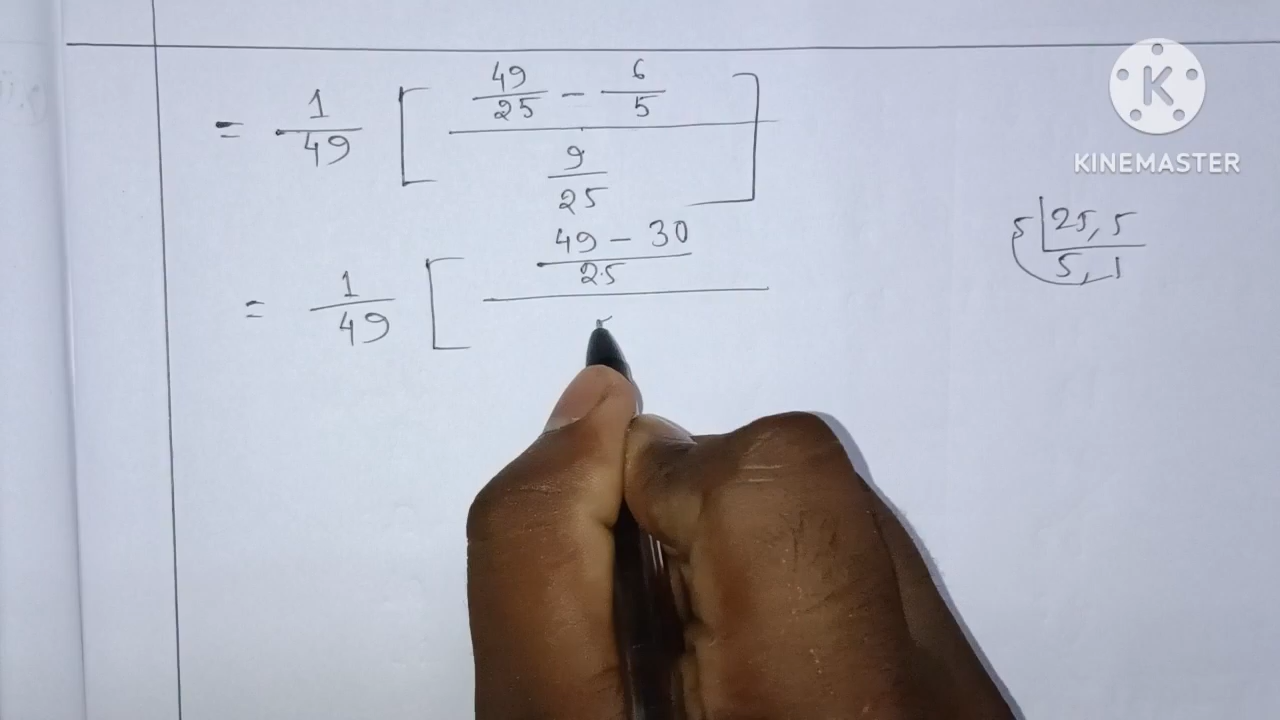 = 1/49 [ (49/25 - 6/5) / (9/25) ]
= 1/49 [ ((49 - 30)/25) /
5 | 25, 5
5, 1
K
KINEMASTER